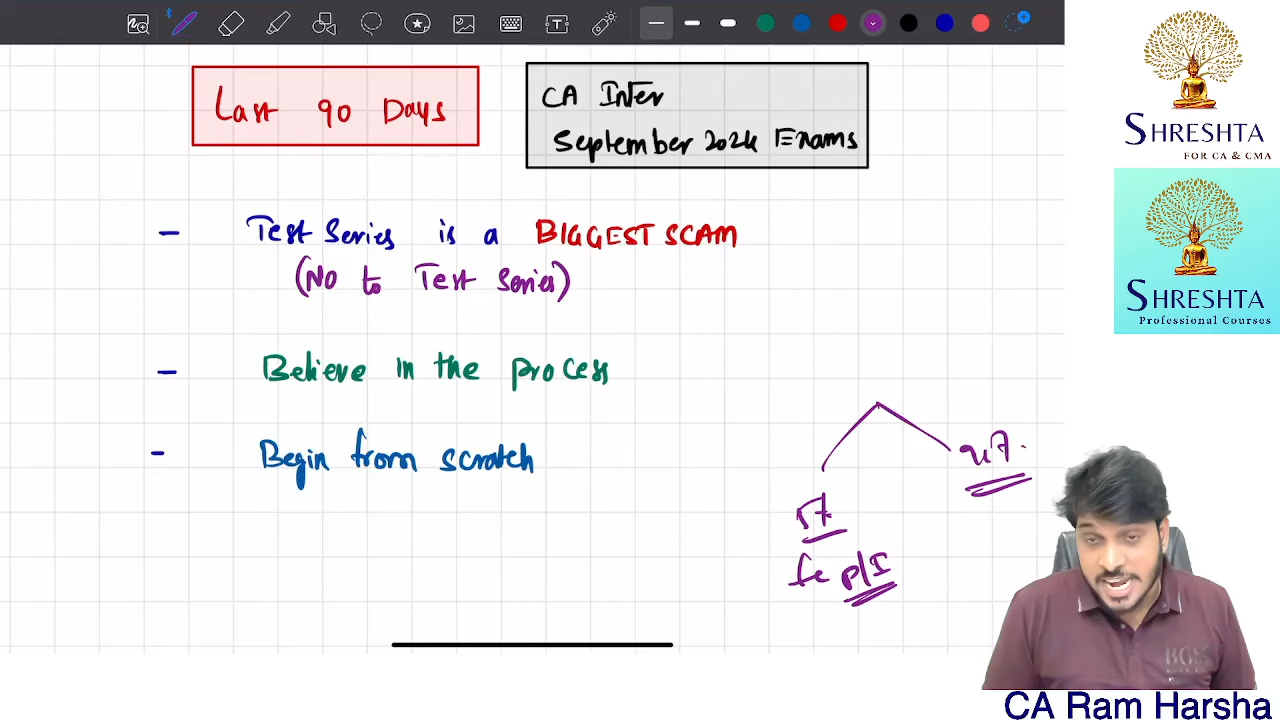 Last 90 Days
CA Inter
September 2024 Exams
- Test Series is a BIGGEST SCAM
(NO to Test Series)
- Believe in the process
- Begin from scratch
SHRESHTA
FOR CA & CMA
SHRESHTA
Professional Courses
BOSS
CA Ram Harsha